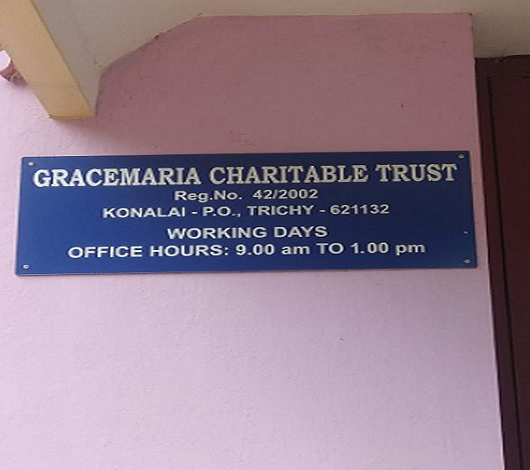 GRACEMARIA CHARITABLE TRUST
Reg.No. 42/2002
KONALAI - P.O., TRICHY - 621132
WORKING DAYS
OFFICE HOURS: 9.00 am TO 1.00 pm